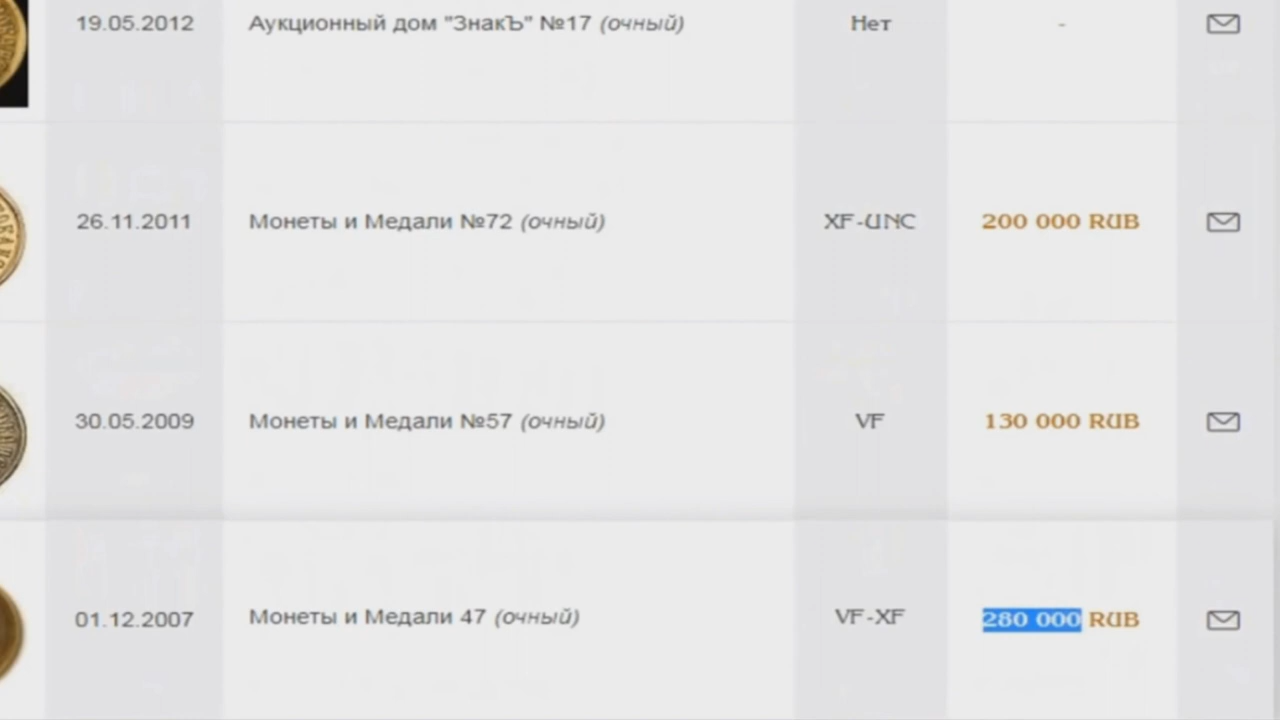 19.05.2012 Аукционный дом "ЗнакЪ" №17 (очный) Нет -
26.11.2011 Монеты и Медали №72 (очный) XF-UNC 200 000 RUB
30.05.2009 Монеты и Медали №57 (очный) VF 130 000 RUB
01.12.2007 Монеты и Медали 47 (очный) VF-XF 280 000 RUB